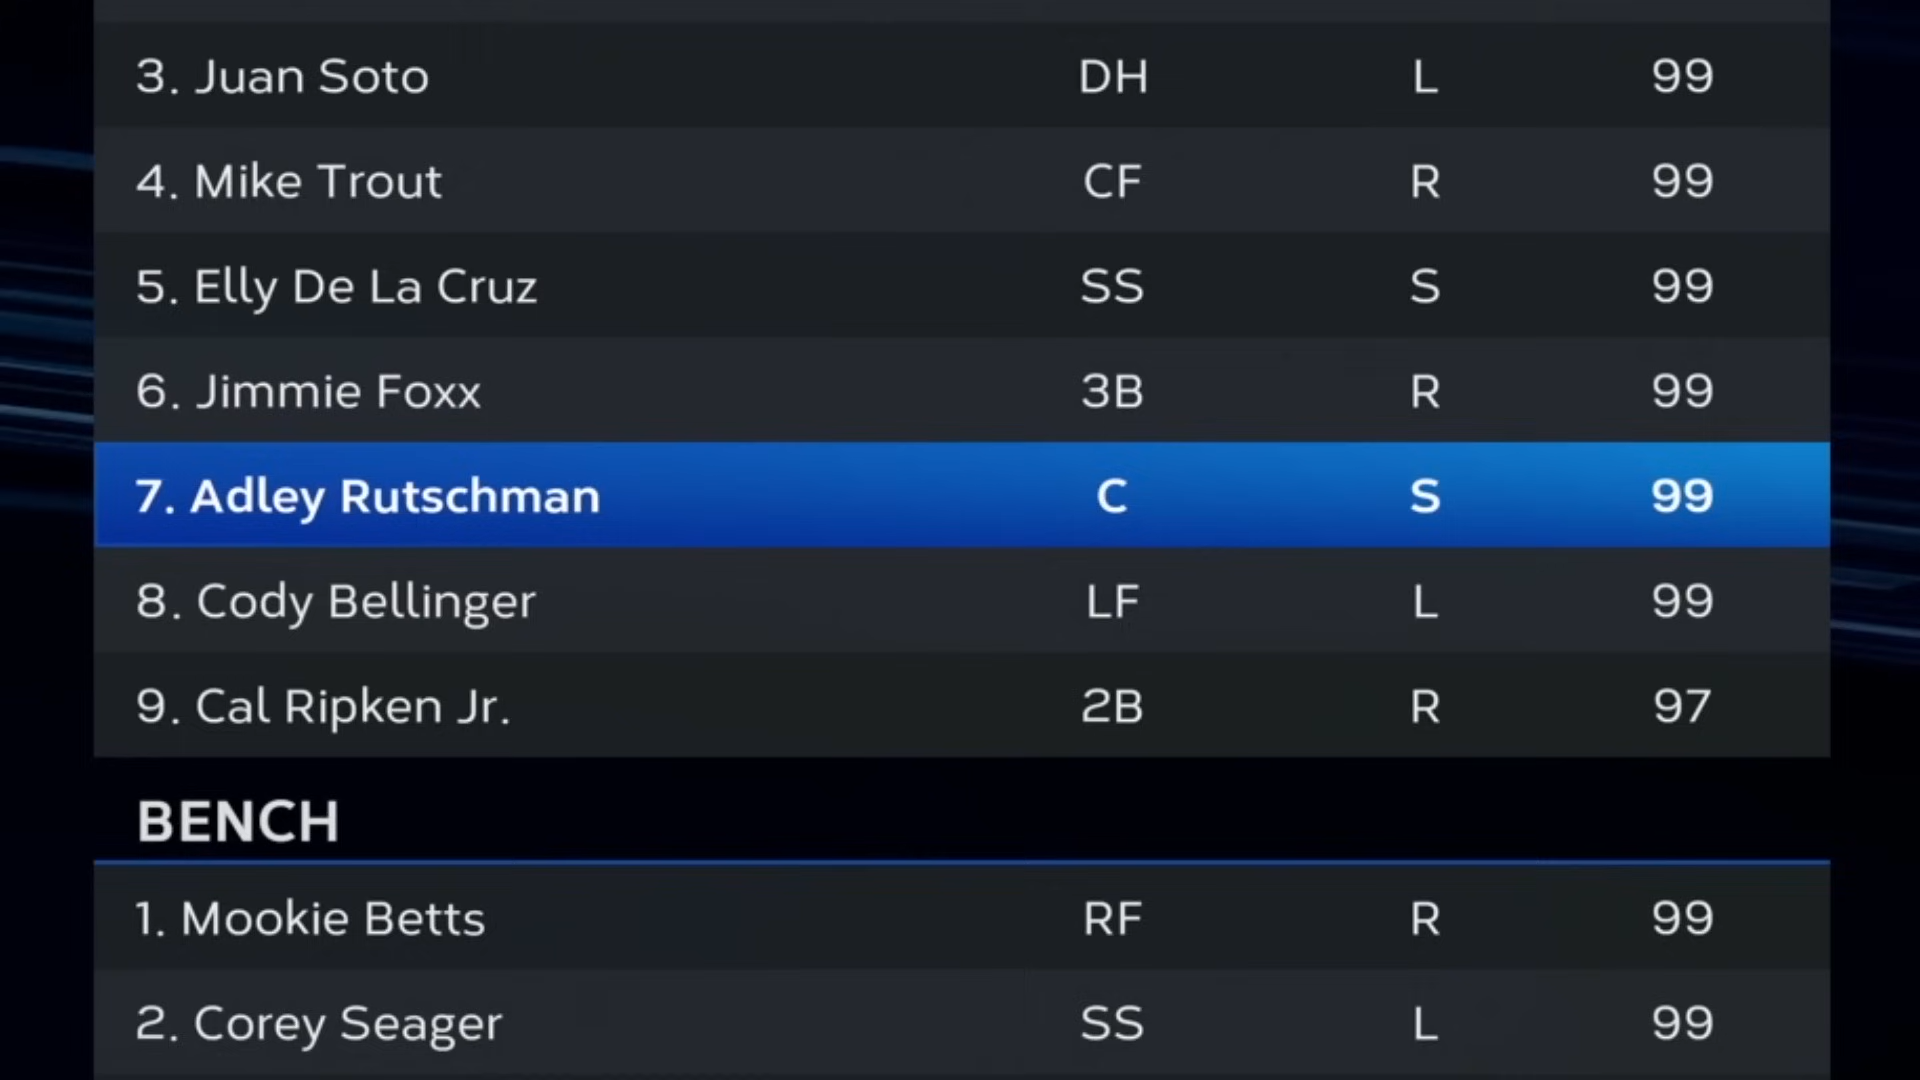 3. Juan Soto DH L 99
4. Mike Trout CF R 99
5. Elly De La Cruz SS S 99
6. Jimmie Foxx 3B R 99
7. Adley Rutschman C S 99
8. Cody Bellinger LF L 99
9. Cal Ripken Jr. 2B R 97
BENCH
1. Mookie Betts RF R 99
2. Corey Seager SS L 99